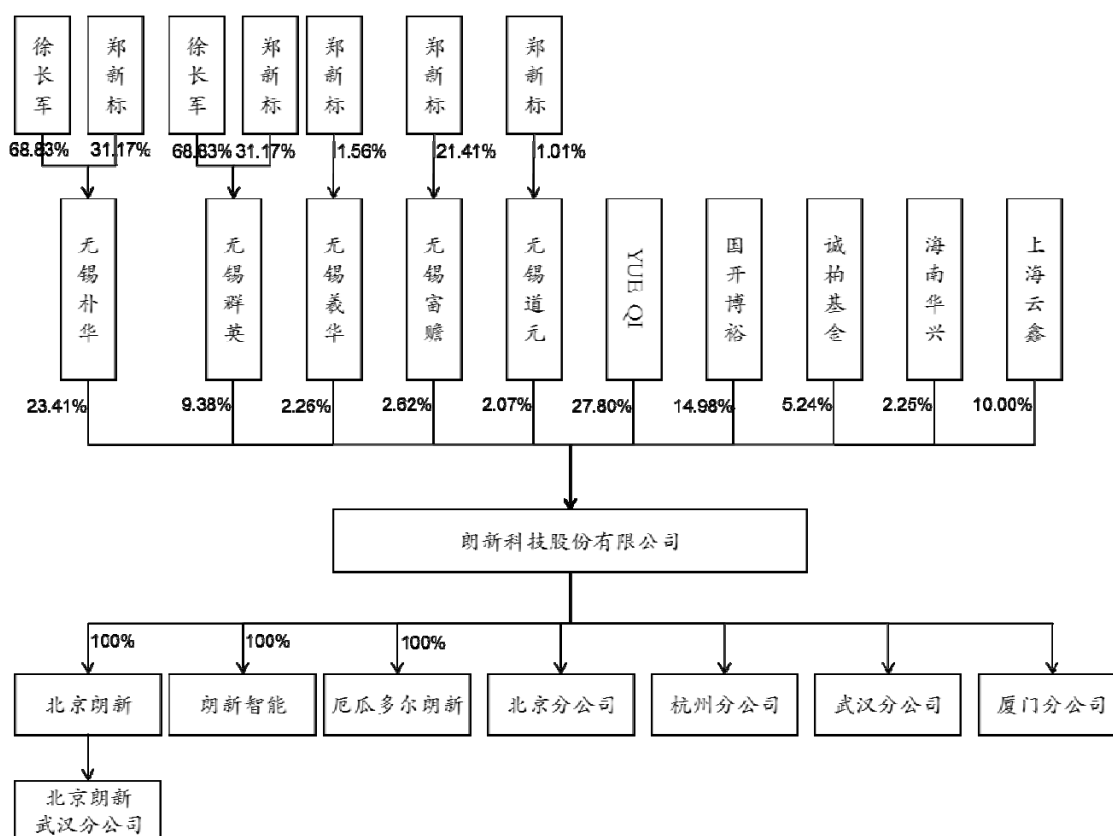 徐长军
郑新标
徐长军
郑新标
郑新标
郑新标
郑新标
68.83%
31.17%
68.83%
31.17%
1.56%
21.41%
1.01%
无锡朴华
无锡群英
无锡羲华
无锡富赡
无锡道元
YUE QI
国开博裕
诚柏基金
海南华兴
上海云鑫
23.41%
9.38%
2.26%
2.62%
2.07%
27.80%
14.98%
5.24%
2.25%
10.00%
朗新科技股份有限公司
100%
100%
100%
北京朗新
朗新智能
厄瓜多尔朗新
北京分公司
杭州分公司
武汉分公司
厦门分公司
北京朗新
武汉分公司